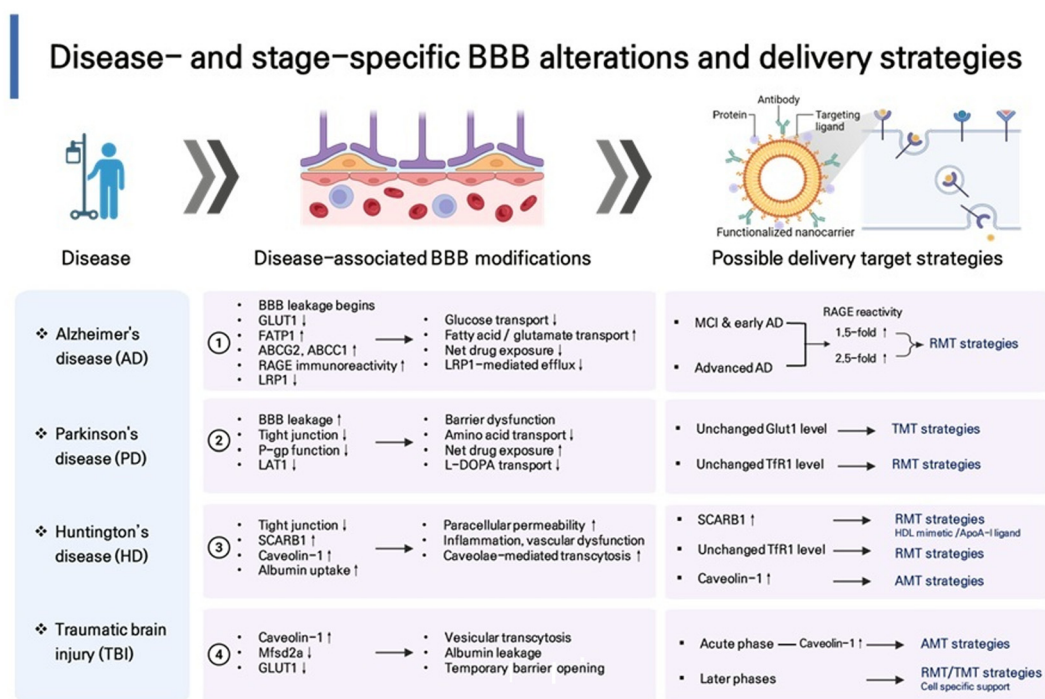 Disease- and stage-specific BBB alterations and delivery strategies
Antibody
Protein
Targeting
ligand
Functionalized nanocarrier
Disease
Disease-associated BBB modifications
Possible delivery target strategies
❖ Alzheimer's
disease (AD)
①
• BBB leakage begins
• GLUT1 ↓
• FATP1 ↑
• ABCG2, ABCC1 ↑
• RAGE immunoreactivity ↑
• LRP1 ↓
• Glucose transport ↓
• Fatty acid / glutamate transport ↑
• Net drug exposure ↓
• LRP1-mediated efflux ↓
▪ MCI & early AD
▪ Advanced AD
RAGE reactivity
1.5-fold ↑
2.5-fold ↑
RMT strategies
❖ Parkinson's
disease (PD)
②
• BBB leakage ↑
• Tight junction ↓
• P-gp function ↓
• LAT1 ↓
• Barrier dysfunction
• Amino acid transport ↓
• Net drug exposure ↑
• L-DOPA transport ↓
▪ Unchanged Glut1 level → TMT strategies
▪ Unchanged TfR1 level → RMT strategies
❖ Huntington's
disease (HD)
③
• Tight junction ↓
• SCARB1 ↑
• Caveolin-1 ↑
• Albumin uptake ↑
• Paracellular permeability ↑
• Inflammation, vascular dysfunction
• Caveolae-mediated transcytosis ↑
▪ SCARB1 ↑ → RMT strategies
HDL mimetic /ApoA-I ligand
▪ Unchanged TfR1 level → RMT strategies
▪ Caveolin-1 ↑ → AMT strategies
❖ Traumatic brain
injury (TBI)
④
• Caveolin-1 ↑
• Mfsd2a ↓
• GLUT1 ↓
• Vesicular transcytosis
• Albumin leakage
• Temporary barrier opening
▪ Acute phase — Caveolin-1 ↑ → AMT strategies
▪ Later phases → RMT/TMT strategies
Cell specific support